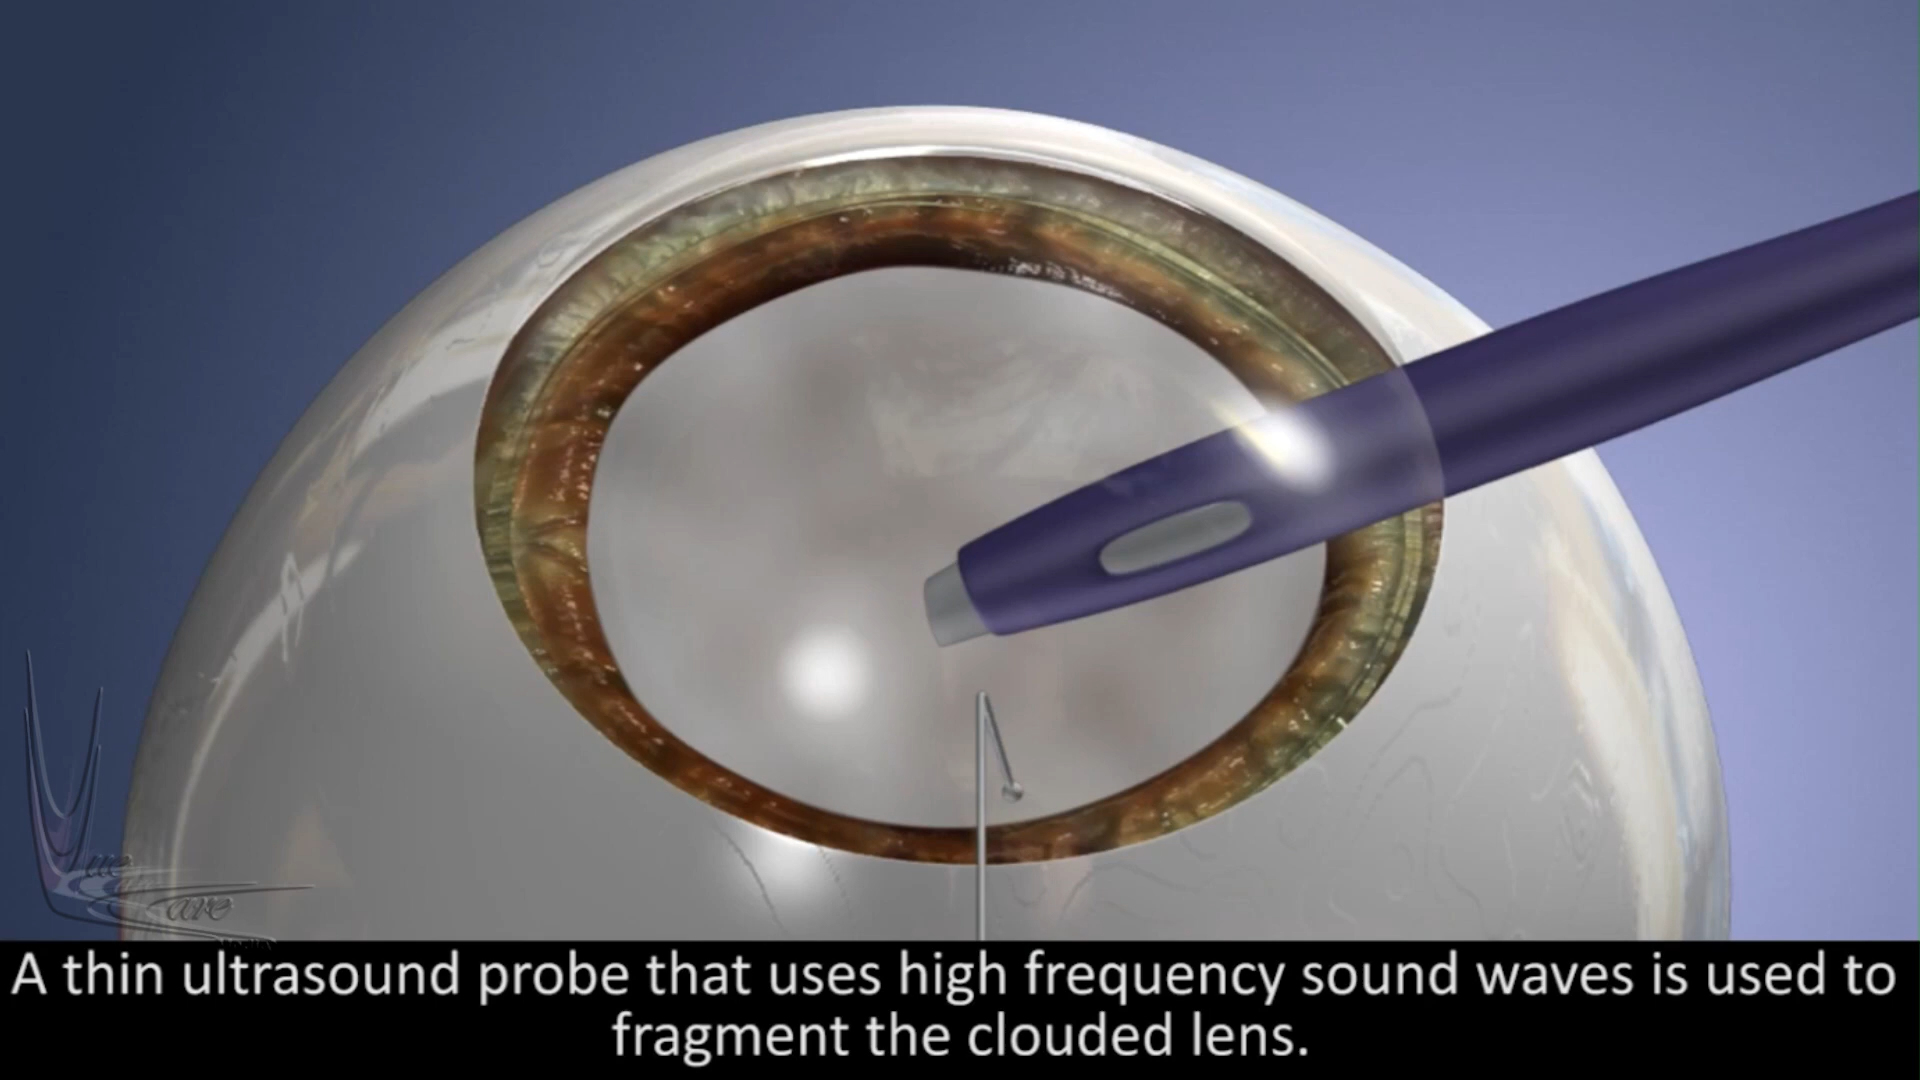 A thin ultrasound probe that uses high frequency sound waves is used to
fragment the clouded lens.